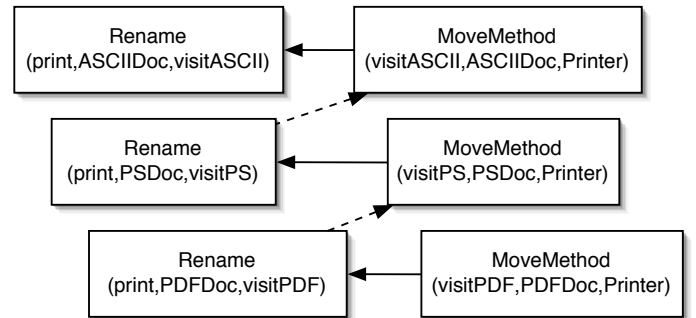 Rename
(print,ASCIIDoc,visitASCII)
MoveMethod
(visitASCII,ASCIIDoc,Printer)
Rename
(print,PSDoc,visitPS)
MoveMethod
(visitPS,PSDoc,Printer)
Rename
(print,PDFDoc,visitPDF)
MoveMethod
(visitPDF,PDFDoc,Printer)